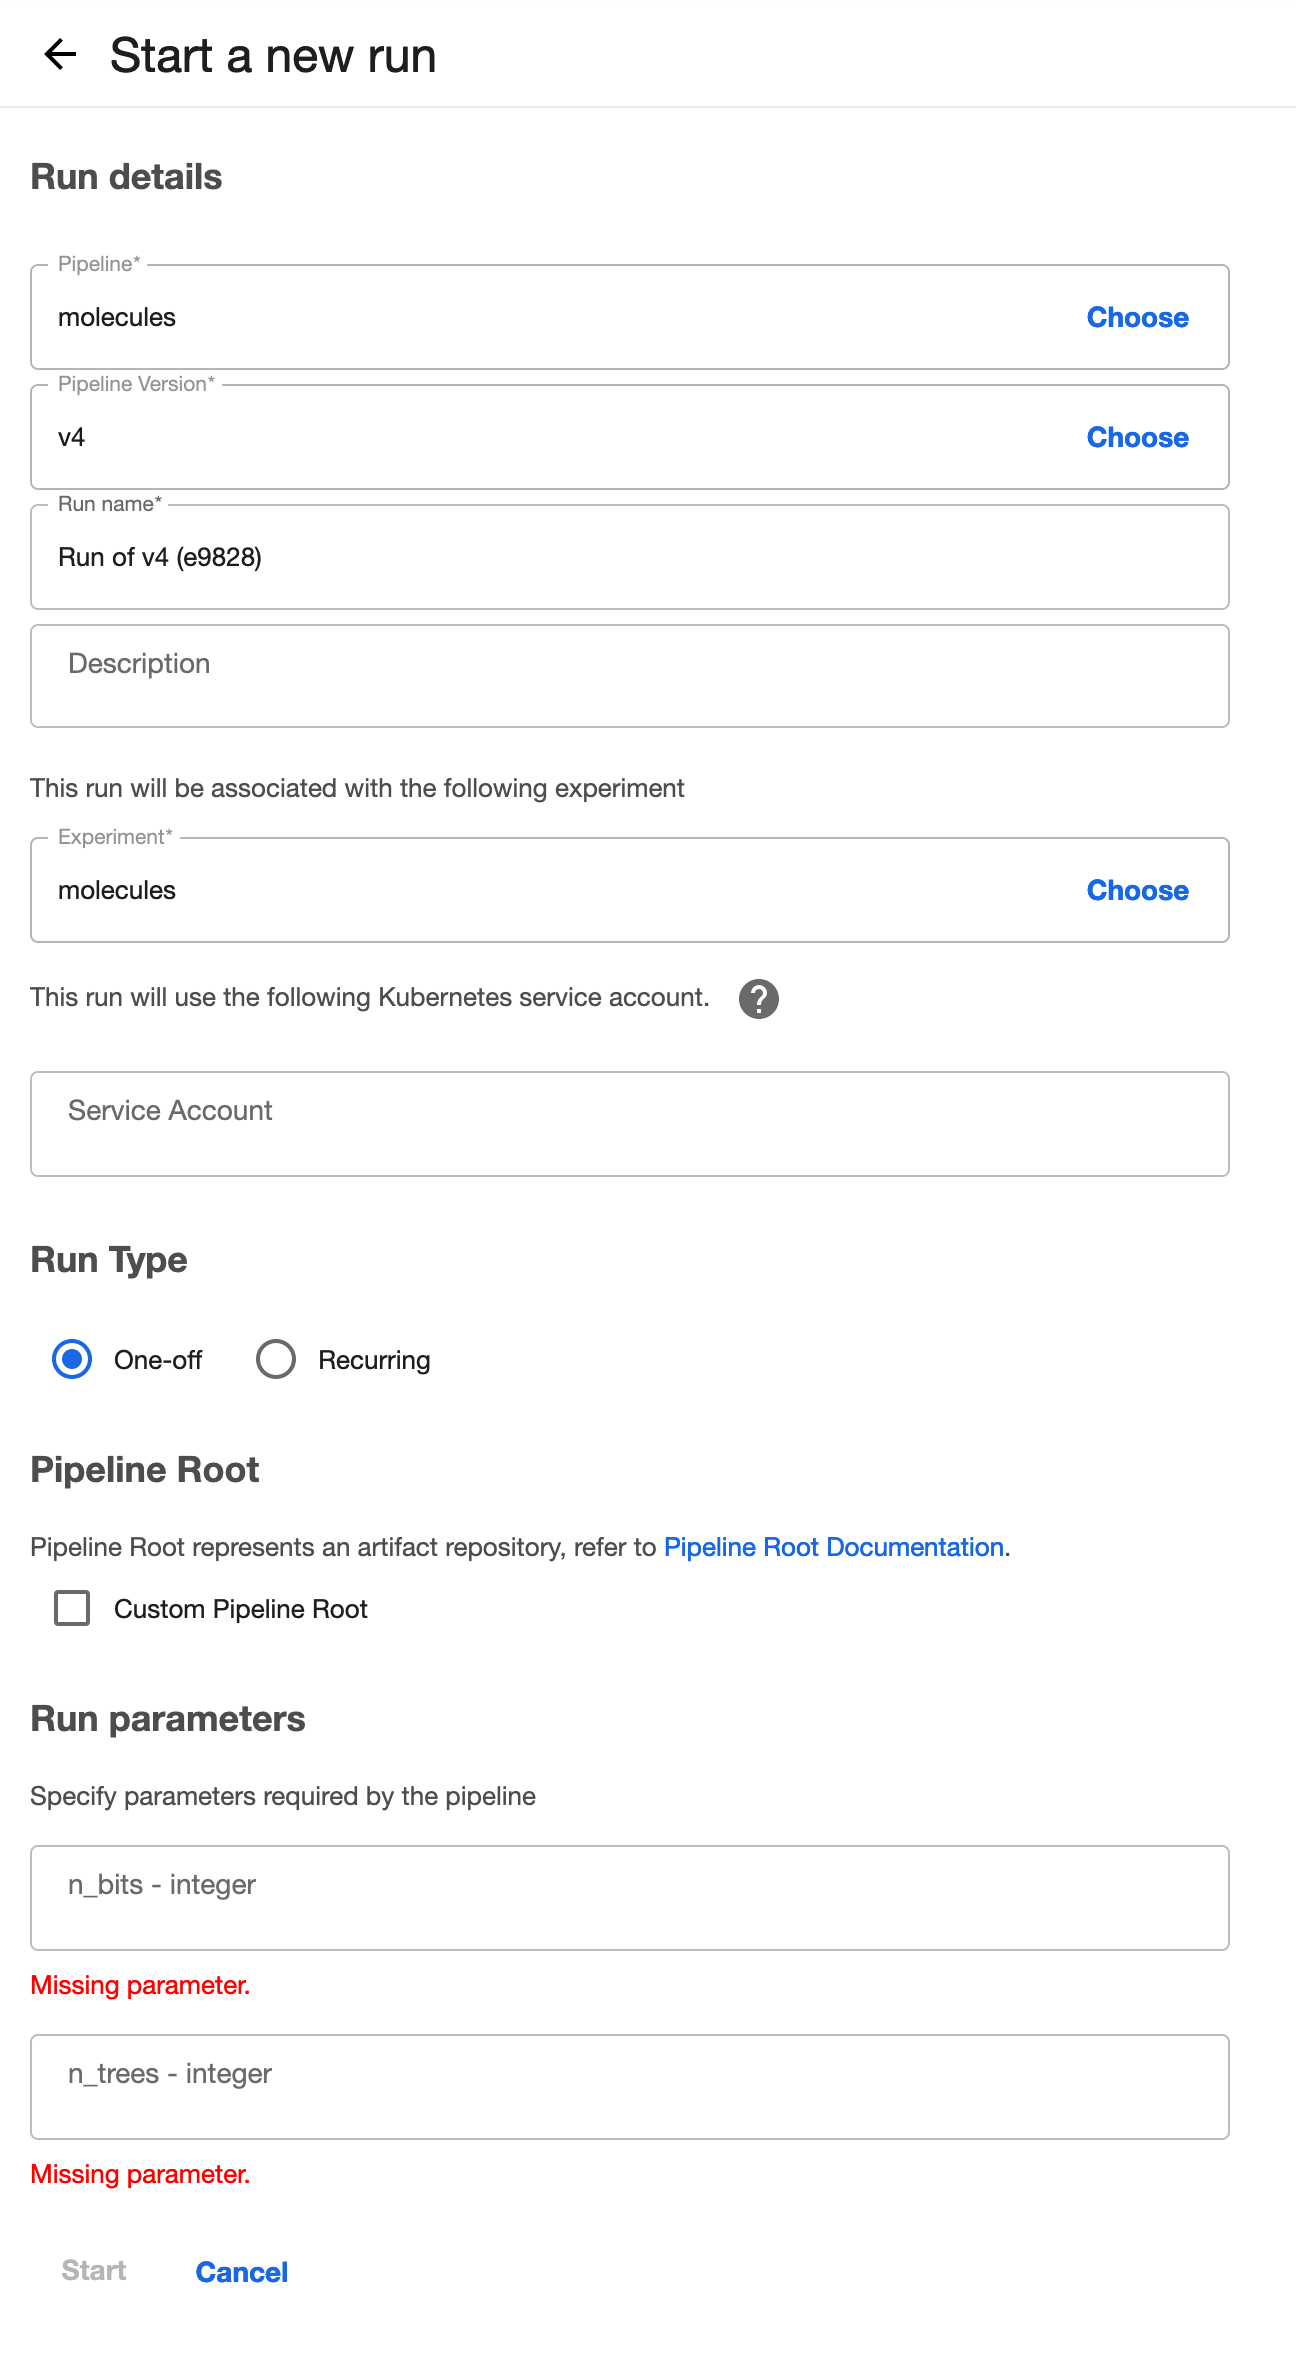 Start a new run
Run details
Pipeline*
molecules
Choose
Pipeline Version*
v4
Choose
Run name*
Run of v4 (e9828)
Description
This run will be associated with the following experiment
Experiment*
molecules
Choose
This run will use the following Kubernetes service account. ?
Service Account
Run Type
One-off Recurring
Pipeline Root
Pipeline Root represents an artifact repository, refer to Pipeline Root Documentation.
Custom Pipeline Root
Run parameters
Specify parameters required by the pipeline
n_bits - integer
Missing parameter.
n_trees - integer
Missing parameter.
Start Cancel